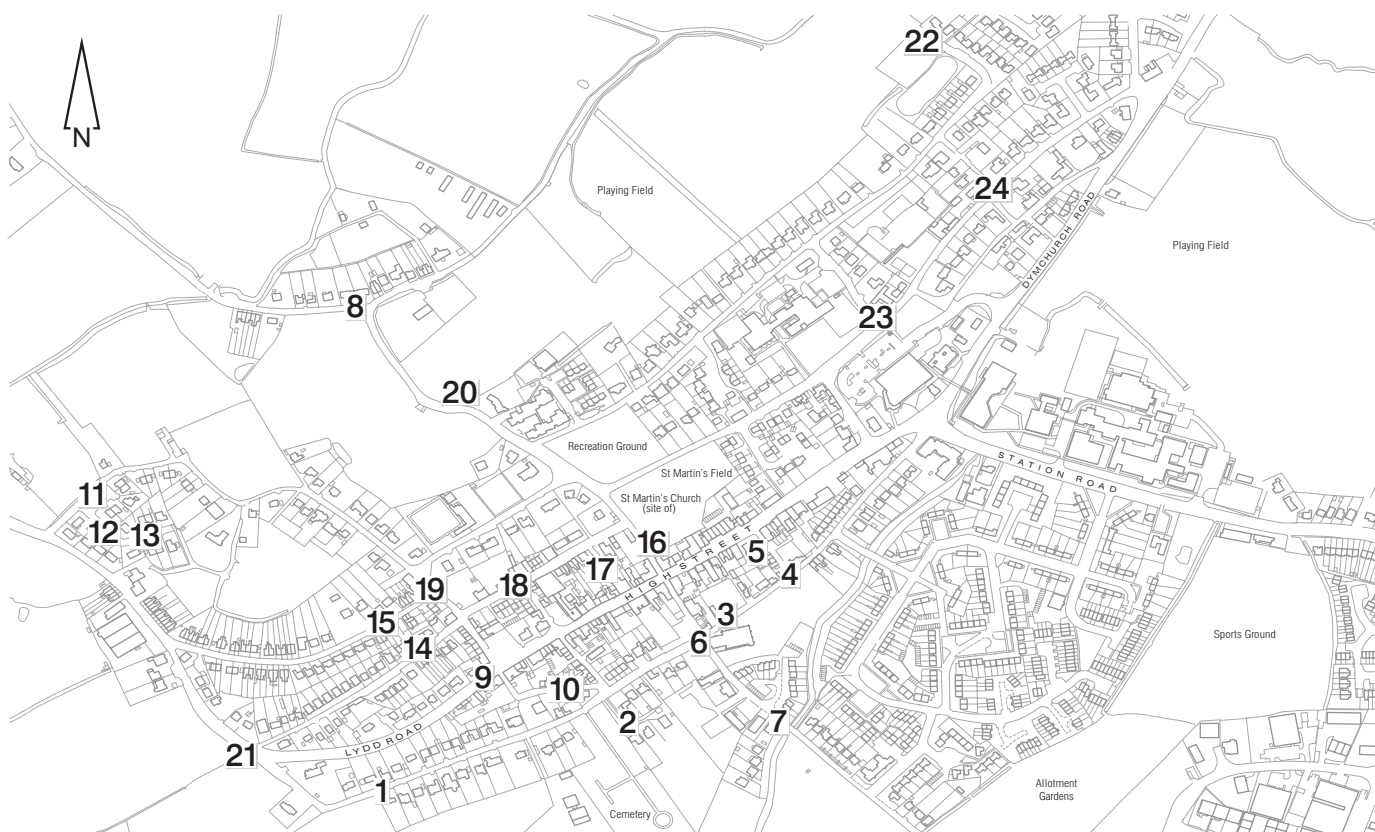 22
N
Playing Field
24
DYMCHURCH ROAD
Playing Field
8
23
20
Recreation Ground
St Martin's Field
STATION ROAD
St Martin's Church
(site of)
11
12
13
16
HIGH STREET
5
17
4
18
19
15
3
14
6
Sports Ground
9
10
2
7
LYDD ROAD
21
1
Allotment
Gardens
Cemetery